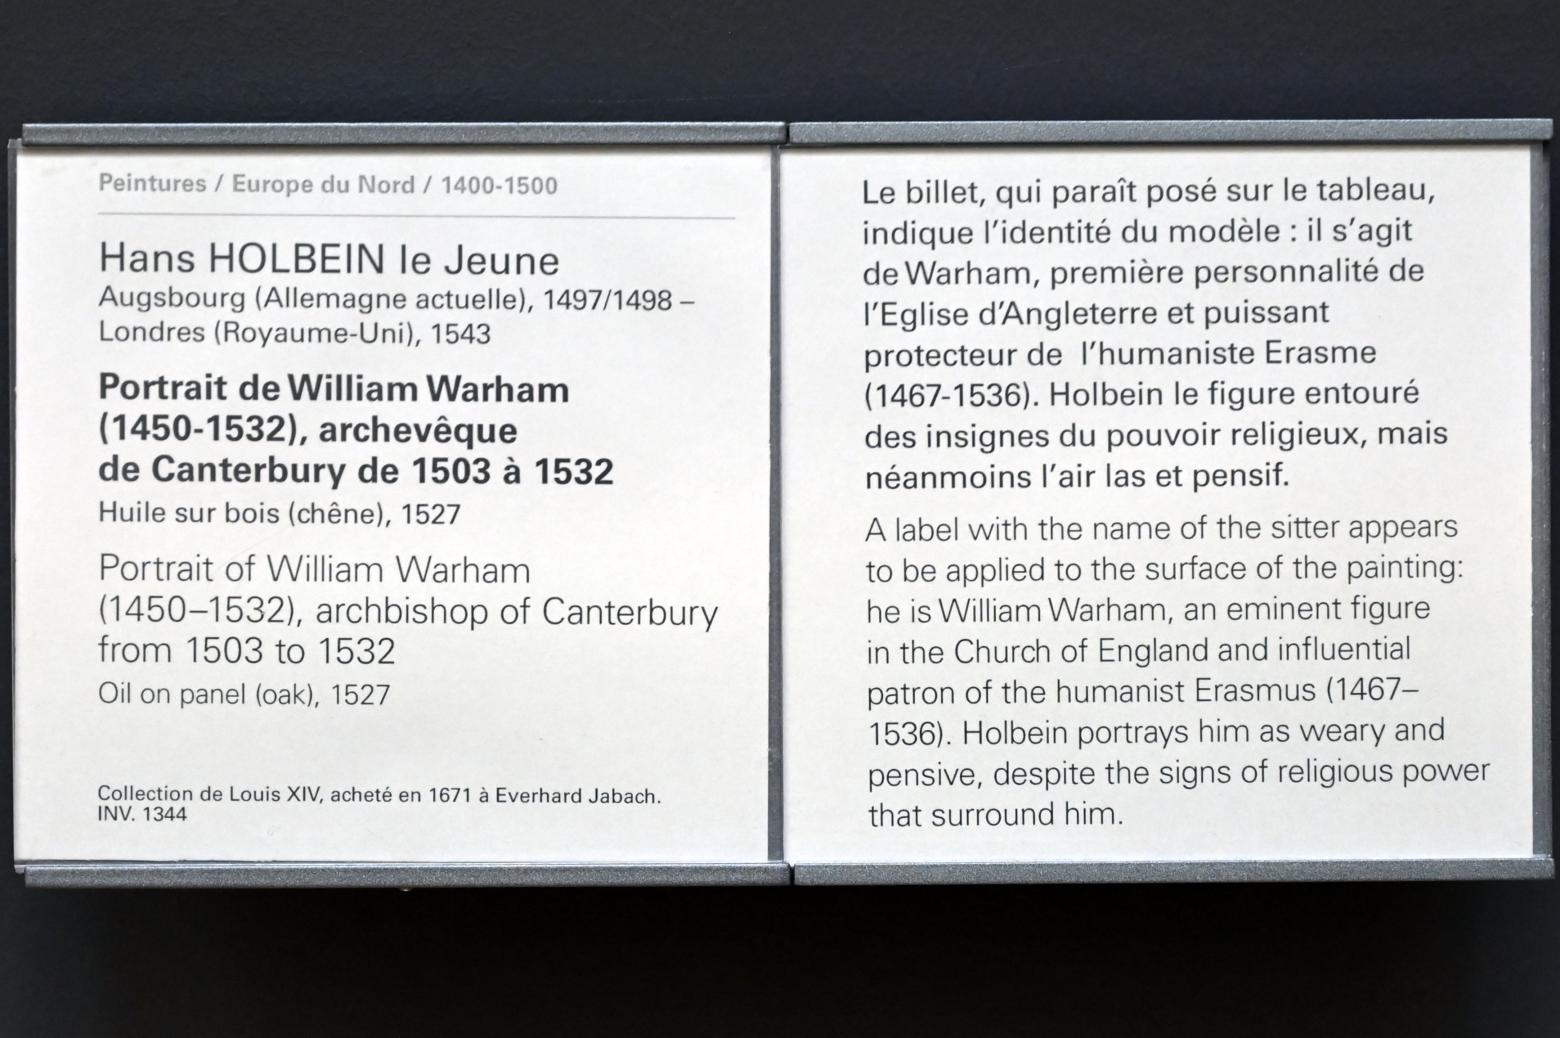 Peintures / Europe du Nord / 1400-1500
Hans HOLBEIN le Jeune
Augsbourg (Allemagne actuelle), 1497/1498 –
Londres (Royaume-Uni), 1543
Portrait de William Warham
(1450-1532), archevêque
de Canterbury de 1503 à 1532
Huile sur bois (chêne), 1527
Portrait of William Warham
(1450–1532), archbishop of Canterbury
from 1503 to 1532
Oil on panel (oak), 1527
Collection de Louis XIV, acheté en 1671 à Everhard Jabach.
INV. 1344
Le billet, qui paraît posé sur le tableau,
indique l’identité du modèle : il s’agit
de Warham, première personnalité de
l’Eglise d’Angleterre et puissant
protecteur de l’humaniste Erasme
(1467-1536). Holbein le figure entouré
des insignes du pouvoir religieux, mais
néanmoins l’air las et pensif.
A label with the name of the sitter appears
to be applied to the surface of the painting:
he is William Warham, an eminent figure
in the Church of England and influential
patron of the humanist Erasmus (1467–
1536). Holbein portrays him as weary and
pensive, despite the signs of religious power
that surround him.